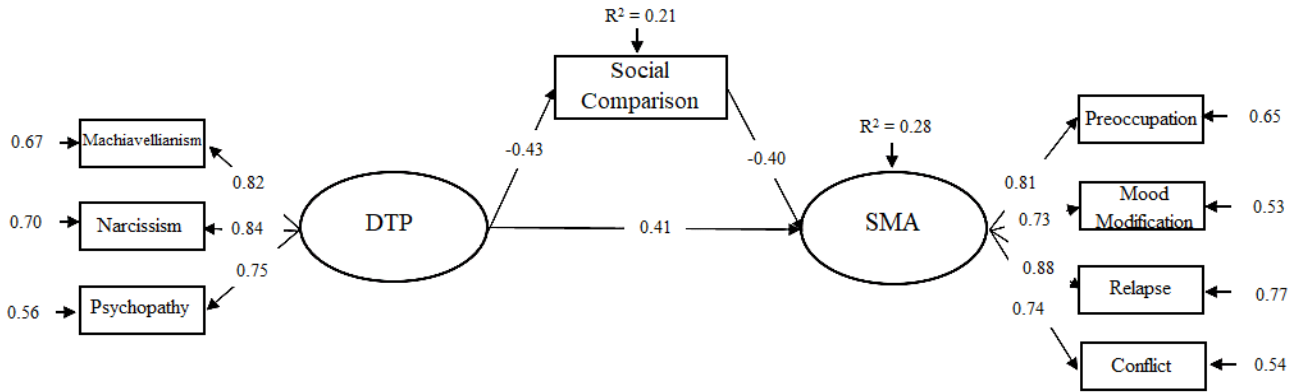 R² = 0.21
Social
Comparison
R² = 0.28
0.67
Machiavellianism
0.82
-0.43
-0.40
Preoccupation
0.65
0.81
0.70
Narcissism
0.84
DTP
0.41
SMA
0.73
Mood
Modification
0.53
0.75
0.88
0.56
Psychopathy
Relapse
0.77
0.74
Conflict
0.54